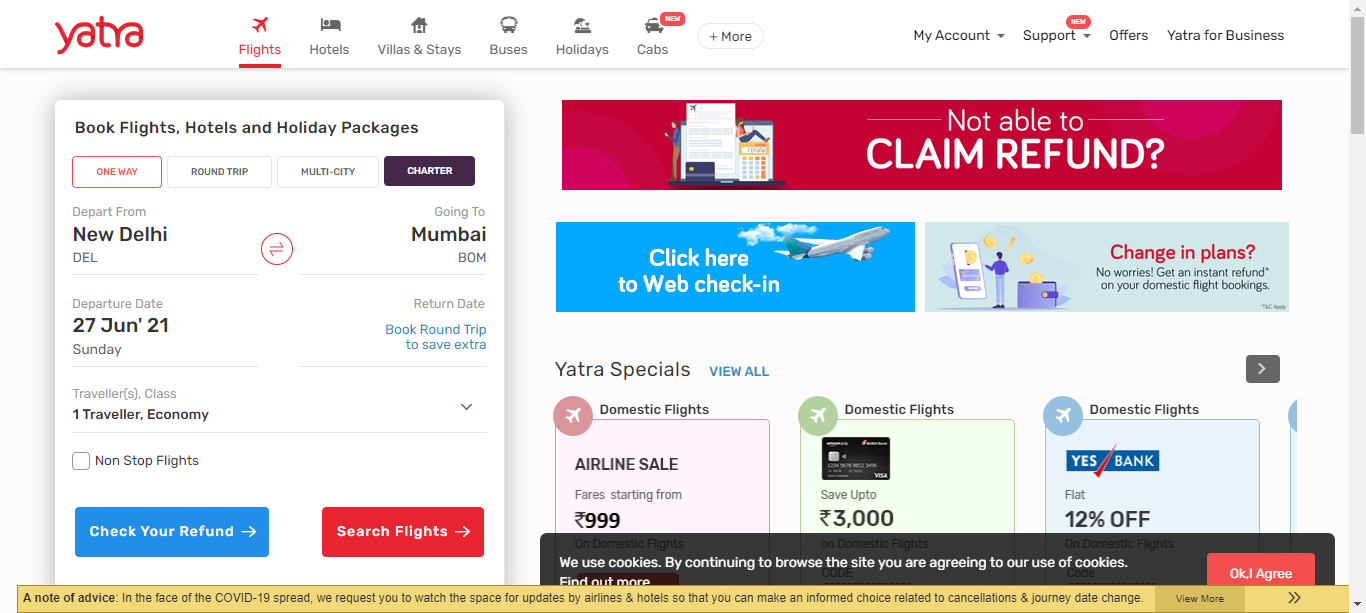 yatra
Flights
Hotels
Villas & Stays
Buses
Holidays
NEW
Cabs
+ More
My Account
NEW
Support
Offers
Yatra for Business
Book Flights, Hotels and Holiday Packages
ONE WAY
ROUND TRIP
MULTI-CITY
CHARTER
Depart From
New Delhi
DEL
Going To
Mumbai
BOM
Departure Date
27 Jun' 21
Sunday
Return Date
Book Round Trip
to save extra
Traveller(s), Class
1 Traveller, Economy
Non Stop Flights
Check Your Refund
Search Flights
Not able to
CLAIM REFUND?
Click here
to Web check-in
Change in plans?
No worries! Get an instant refund*
on your domestic flight bookings.
*T&C Apply
Yatra Specials
VIEW ALL
Domestic Flights
AIRLINE SALE
Fares starting from
₹999
On Domestic Flights
Domestic Flights
VISA
Save Upto
₹3,000
on Domestic Flights
CODE
Domestic Flights
YES BANK
Flat
12% OFF
On Domestic Flights
Code
We use cookies. By continuing to browse the site you are agreeing to our use of cookies.
Find out more
Ok,I Agree
A note of advice: In the face of the COVID-19 spread, we request you to watch the space for updates by airlines & hotels so that you can make an informed choice related to cancellations & journey date change.
View More